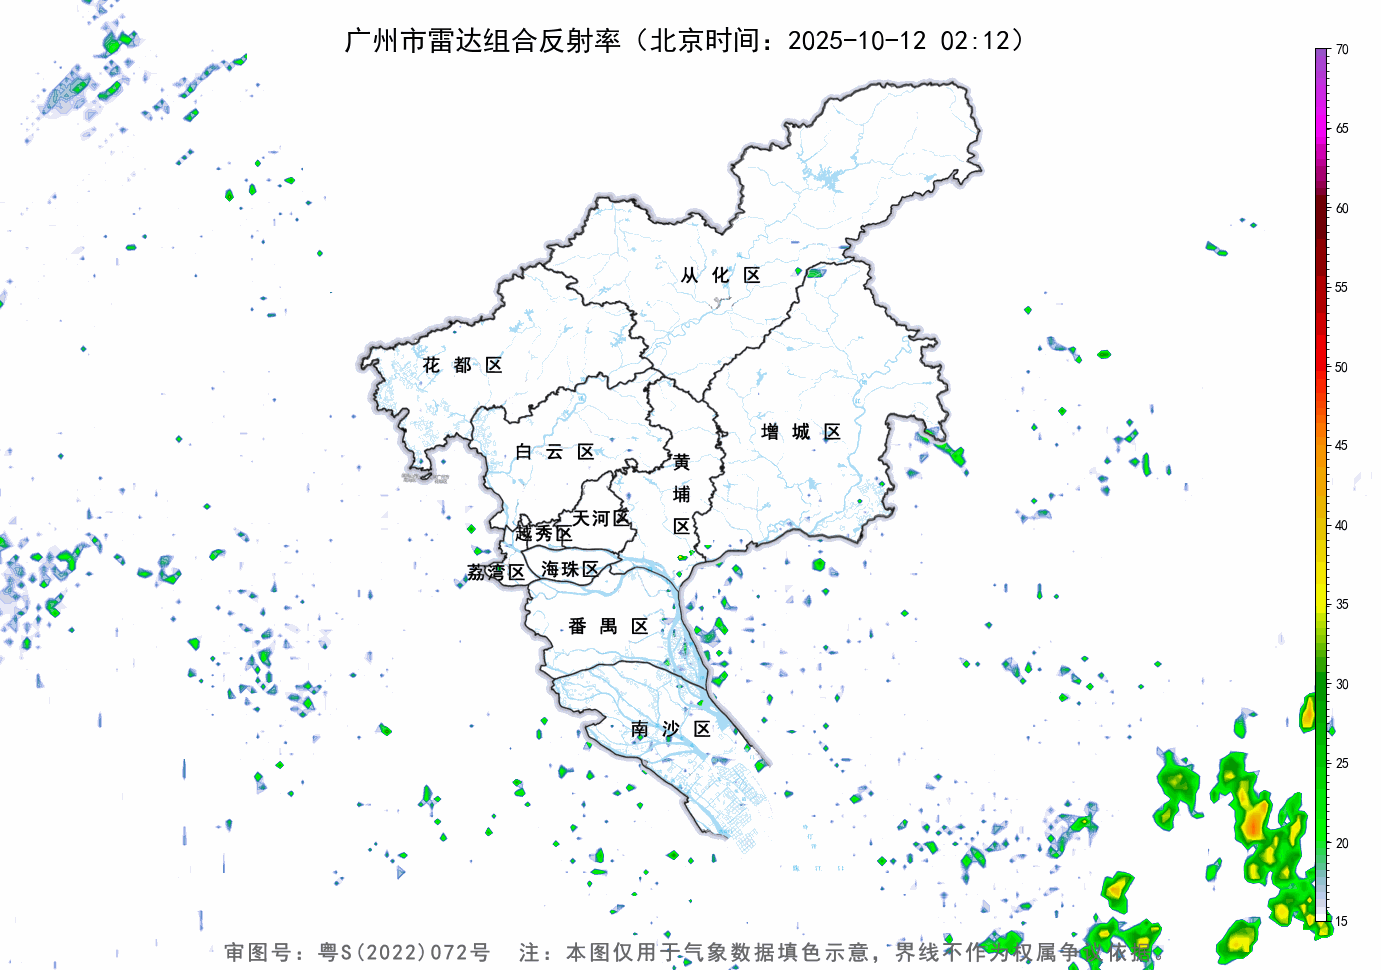 广州市雷达组合反射率（北京时间：2025-10-12 02:12）
70
65
60
55
50
45
40
35
30
25
20
15
从化区
花都区
增城区
白云区
黄埔区
天河区
越秀区
荔湾区
海珠区
番禺区
南沙区
审图号：粤S(2022)072号 注：本图仅用于气象数据填色示意，界线不作为权属争议依据。